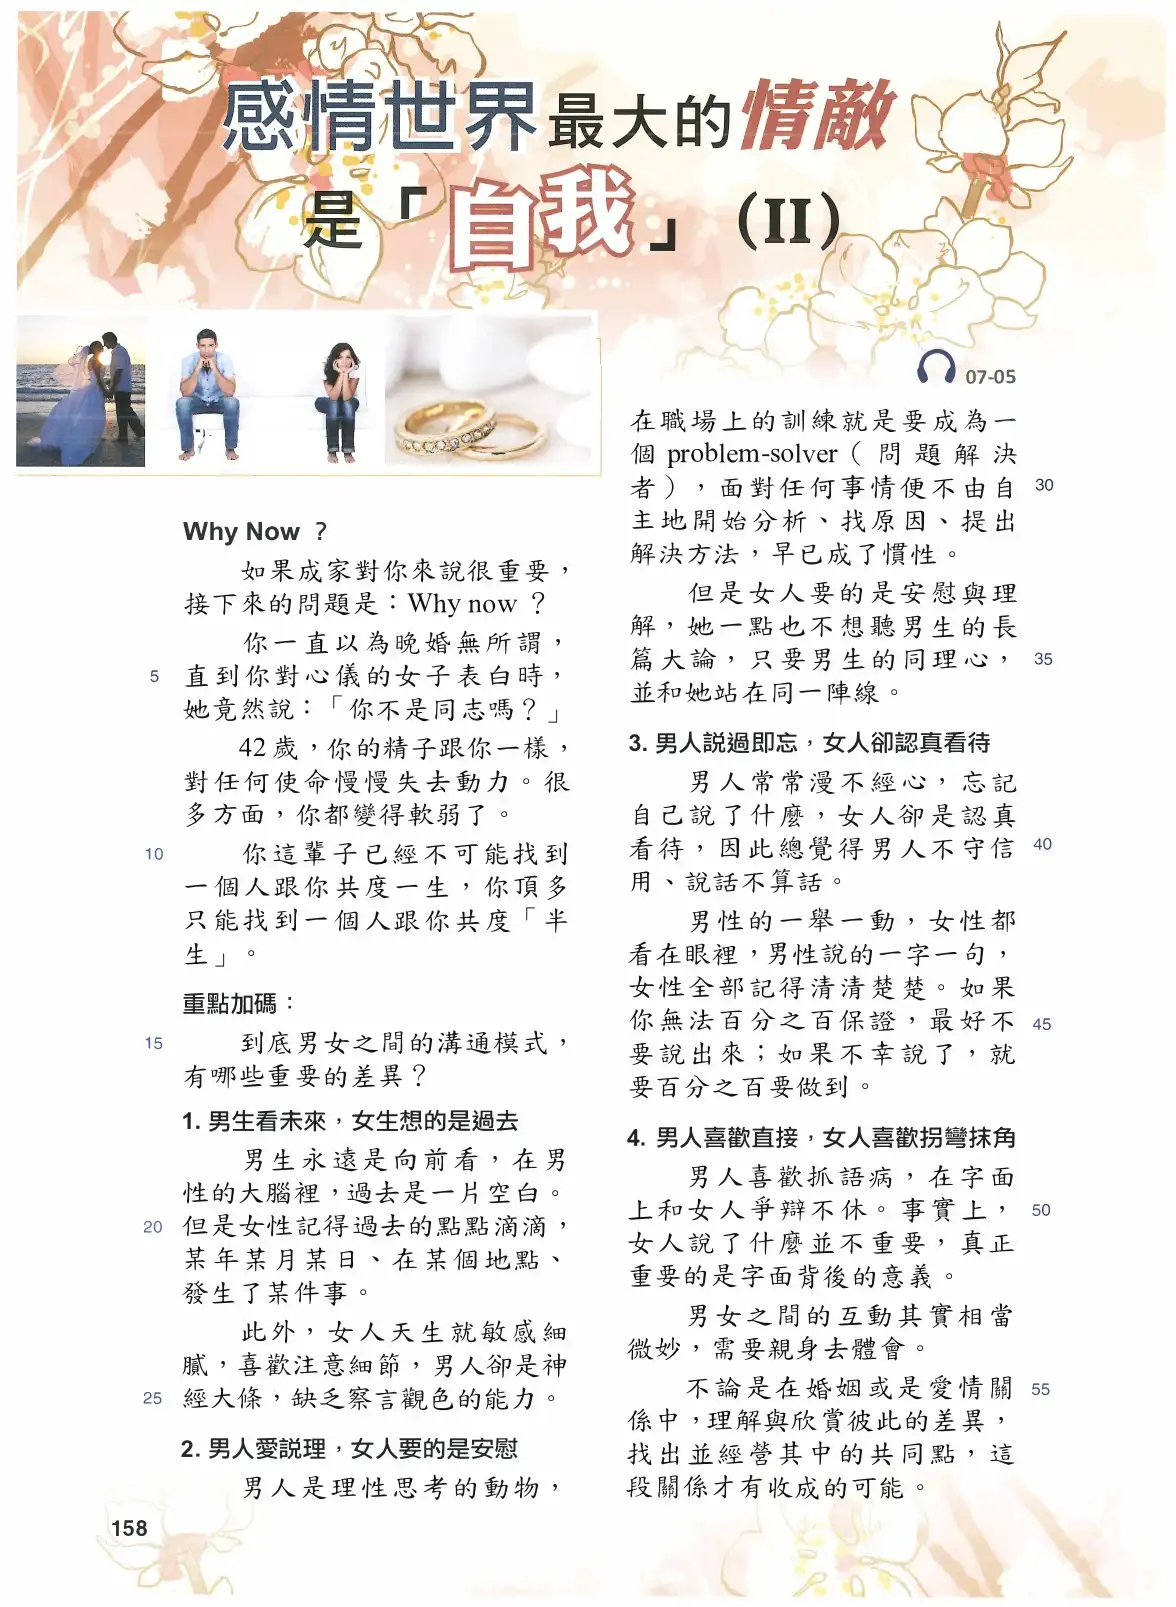 感情世界最大的情敵
是「自我」(II)
07-05
Why Now ？
如果成家對你來說很重要，
接下來的問題是：Why now ？
你一直以為晚婚無所謂，
5 直到你對心儀的女子表白時，
她竟然說：「你不是同志嗎？」
42 歲，你的精子跟你一樣，
對任何使命慢慢失去動力。很
多方面，你都變得軟弱了。
10 你這輩子已經不可能找到
一個人跟你共度一生，你頂多
只能找到一個人跟你共度「半
生」。
重點加碼：
15 到底男女之間的溝通模式，
有哪些重要的差異？
1. 男生看未來，女生想的是過去
男生永遠是向前看，在男
性的大腦裡，過去是一片空白。
20 但是女性記得過去的點點滴滴，
某年某月某日、在某個地點、
發生了某件事。
此外，女人天生就敏感細
膩，喜歡注意細節，男人卻是神
25 經大條，缺乏察言觀色的能力。
2. 男人愛說理，女人要的是安慰
男人是理性思考的動物，
在職場上的訓練就是要成為一
個 problem-solver（問題解決
者），面對任何事情便不由自 30
主地開始分析、找原因、提出
解決方法，早已成了慣性。
但是女人要的是安慰與理
解，她一點也不想聽男生的長
篇大論，只要男生的同理心， 35
並和她站在同一陣線。
3. 男人說過即忘，女人卻認真看待
男人常常漫不經心，忘記
自己說了什麼，女人卻是認真
看待，因此總覺得男人不守信 40
用、說話不算話。
男性的一舉一動，女性都
看在眼裡，男性說的一字一句，
女性全部記得清清楚楚。如果
你無法百分之百保證，最好不 45
要說出來；如果不幸說了，就
要百分之百要做到。
4. 男人喜歡直接，女人喜歡拐彎抹角
男人喜歡抓語病，在字面
上和女人爭辯不休。事實上， 50
女人說了什麼並不重要，真正
重要的是字面背後的意義。
男女之間的互動其實相當
微妙，需要親身去體會。
不論是在婚姻或是愛情關 55
係中，理解與欣賞彼此的差異，
找出並經營其中的共同點，這
段關係才有收成的可能。
158